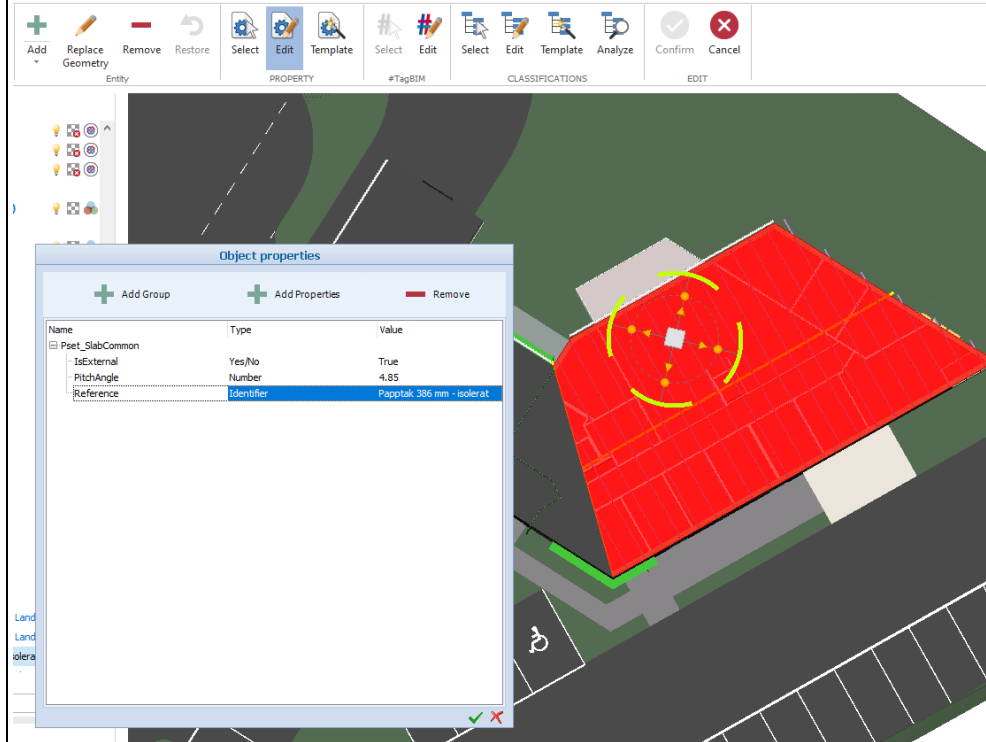 Add
Replace Geometry
Remove
Restore
Select
Edit
Template
Select
Edit
Select
Edit
Template
Analyze
Confirm
Cancel
Entity
PROPERTY
#TagBIM
CLASSIFICATIONS
EDIT
Object properties
Add Group
Add Properties
Remove
Name Type Value
Pset_SlabCommon
IsExternal Yes/No True
PitchAngle Number 4.85
Reference Identifier Papptak 386 mm - isolerat
Land
Land
solera